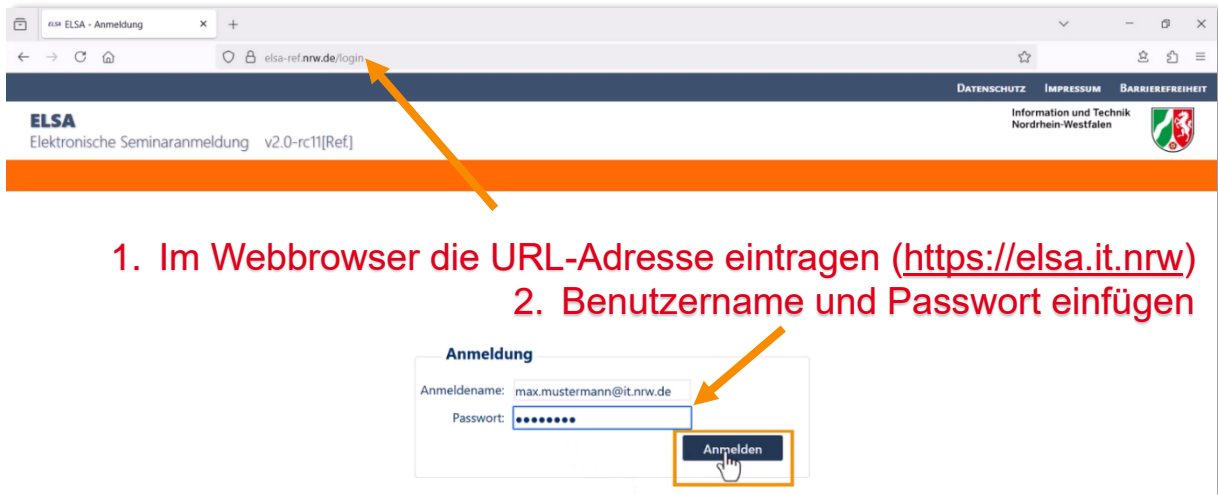 ELSA ELSA - Anmeldung
elsa-ref.nrw.de/login
DATENSCHUTZ IMPRESSUM BARRIEREFREIHEIT
ELSA
Elektronische Seminaranmeldung v2.0-rc11[Ref.]
Information und Technik
Nordrhein-Westfalen
1. Im Webbrowser die URL-Adresse eintragen (https://elsa.it.nrw)
2. Benutzername und Passwort einfügen
Anmeldung
Anmeldename: max.mustermann@it.nrw.de
Passwort: ••••••••
Anmelden